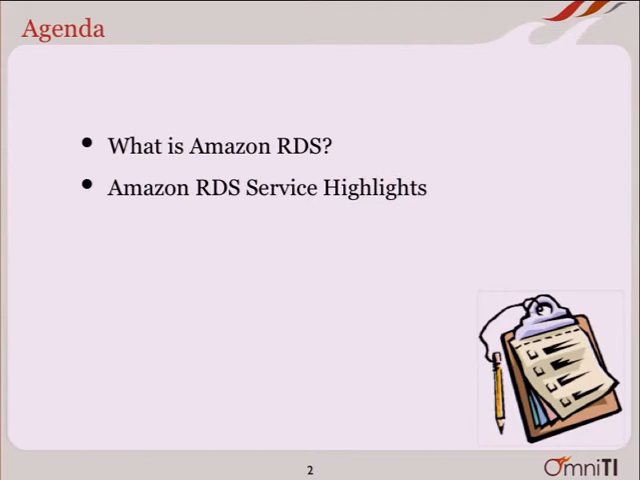 Agenda
• What is Amazon RDS?
• Amazon RDS Service Highlights
2
OmniTI